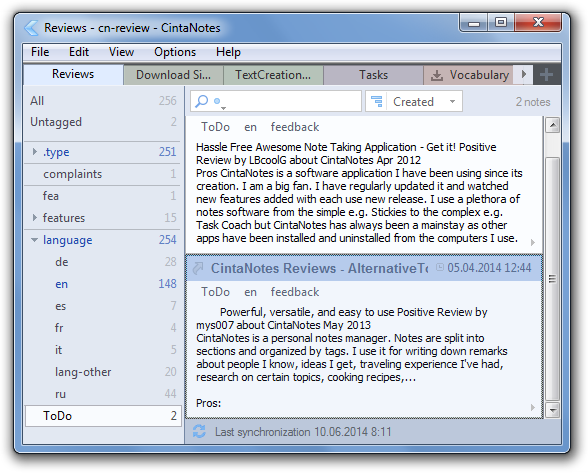 Reviews - cn-review - CintaNotes
File Edit View Options Help
Reviews Download Si... TextCreation... Tasks Vocabulary
All 256
Untagged 2
.type 251
complaints 1
fea 1
features 15
language 254
de 28
en 148
es 7
fr 4
it 5
lang-other 20
ru 44
ToDo 2
Created 2 notes
ToDo en feedback
Hassle Free Awesome Note Taking Application - Get it! Positive
Review by LBcoolG about CintaNotes Apr 2012
Pros CintaNotes is a software application I have been using since its
creation. I am a big fan. I have regularly updated it and watched
new features added with each use new release. I use a plethora of
notes software from the simple e.g. Stickies to the complex e.g.
Task Coach but CintaNotes has always been a mainstay as other
apps have been installed and uninstalled from the computers I use.
CintaNotes Reviews - AlternativeTo 05.04.2014 12:44
ToDo en feedback
Powerful, versatile, and easy to use Positive Review by
mys007 about CintaNotes May 2013
CintaNotes is a personal notes manager. Notes are split into
sections and organized by tags. I use it for writing down remarks
about people I know, ideas I get, traveling experience I've had,
research on certain topics, cooking recipes,...
Pros:
Last synchronization 10.06.2014 8:11